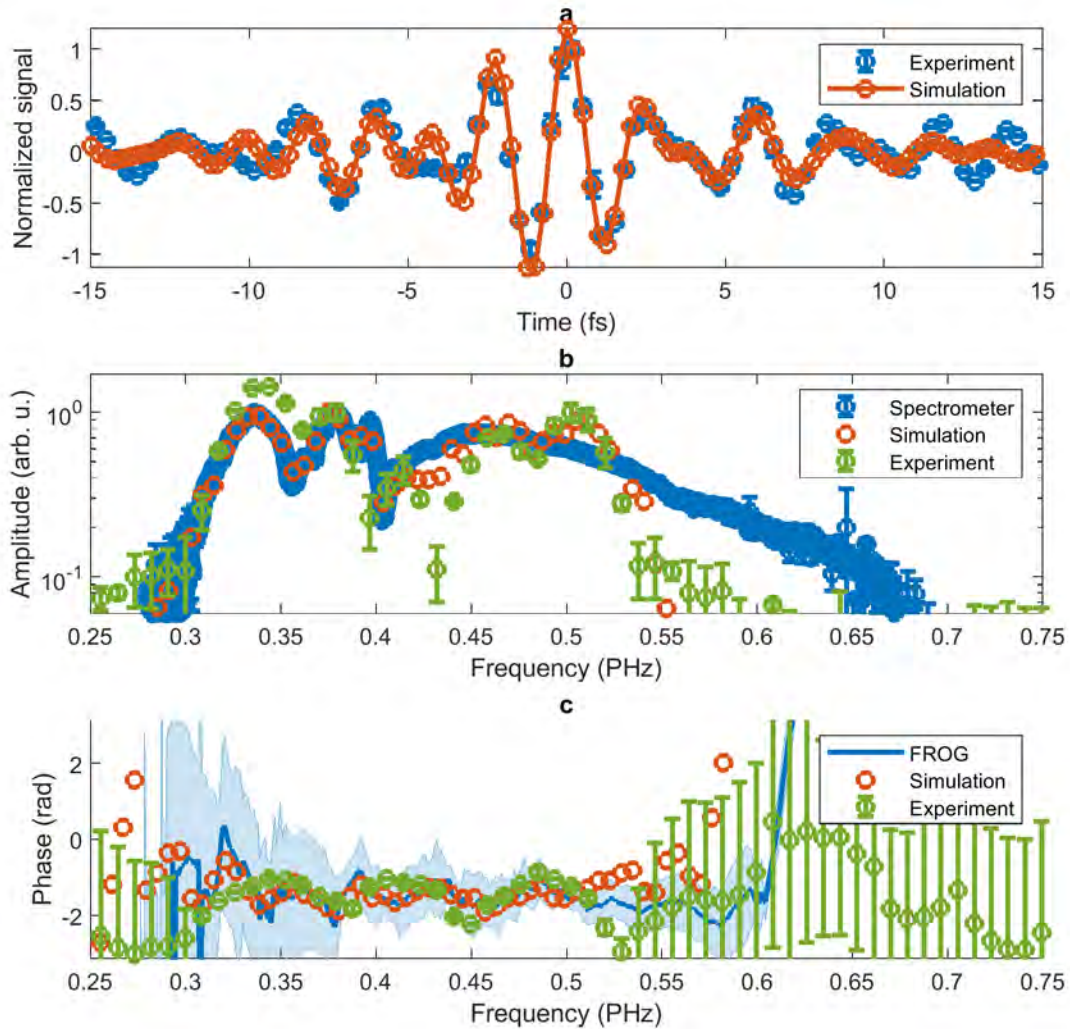 a
Normalized signal
1
0.5
0
-0.5
-1
Experiment
Simulation
-15 -10 -5 0 5 10 15
Time (fs)
b
Amplitude (arb. u.)
10^0
10^-1
Spectrometer
Simulation
Experiment
0.25 0.3 0.35 0.4 0.45 0.5 0.55 0.6 0.65 0.7 0.75
Frequency (PHz)
c
Phase (rad)
2
0
-2
FROG
Simulation
Experiment
0.25 0.3 0.35 0.4 0.45 0.5 0.55 0.6 0.65 0.7 0.75
Frequency (PHz)